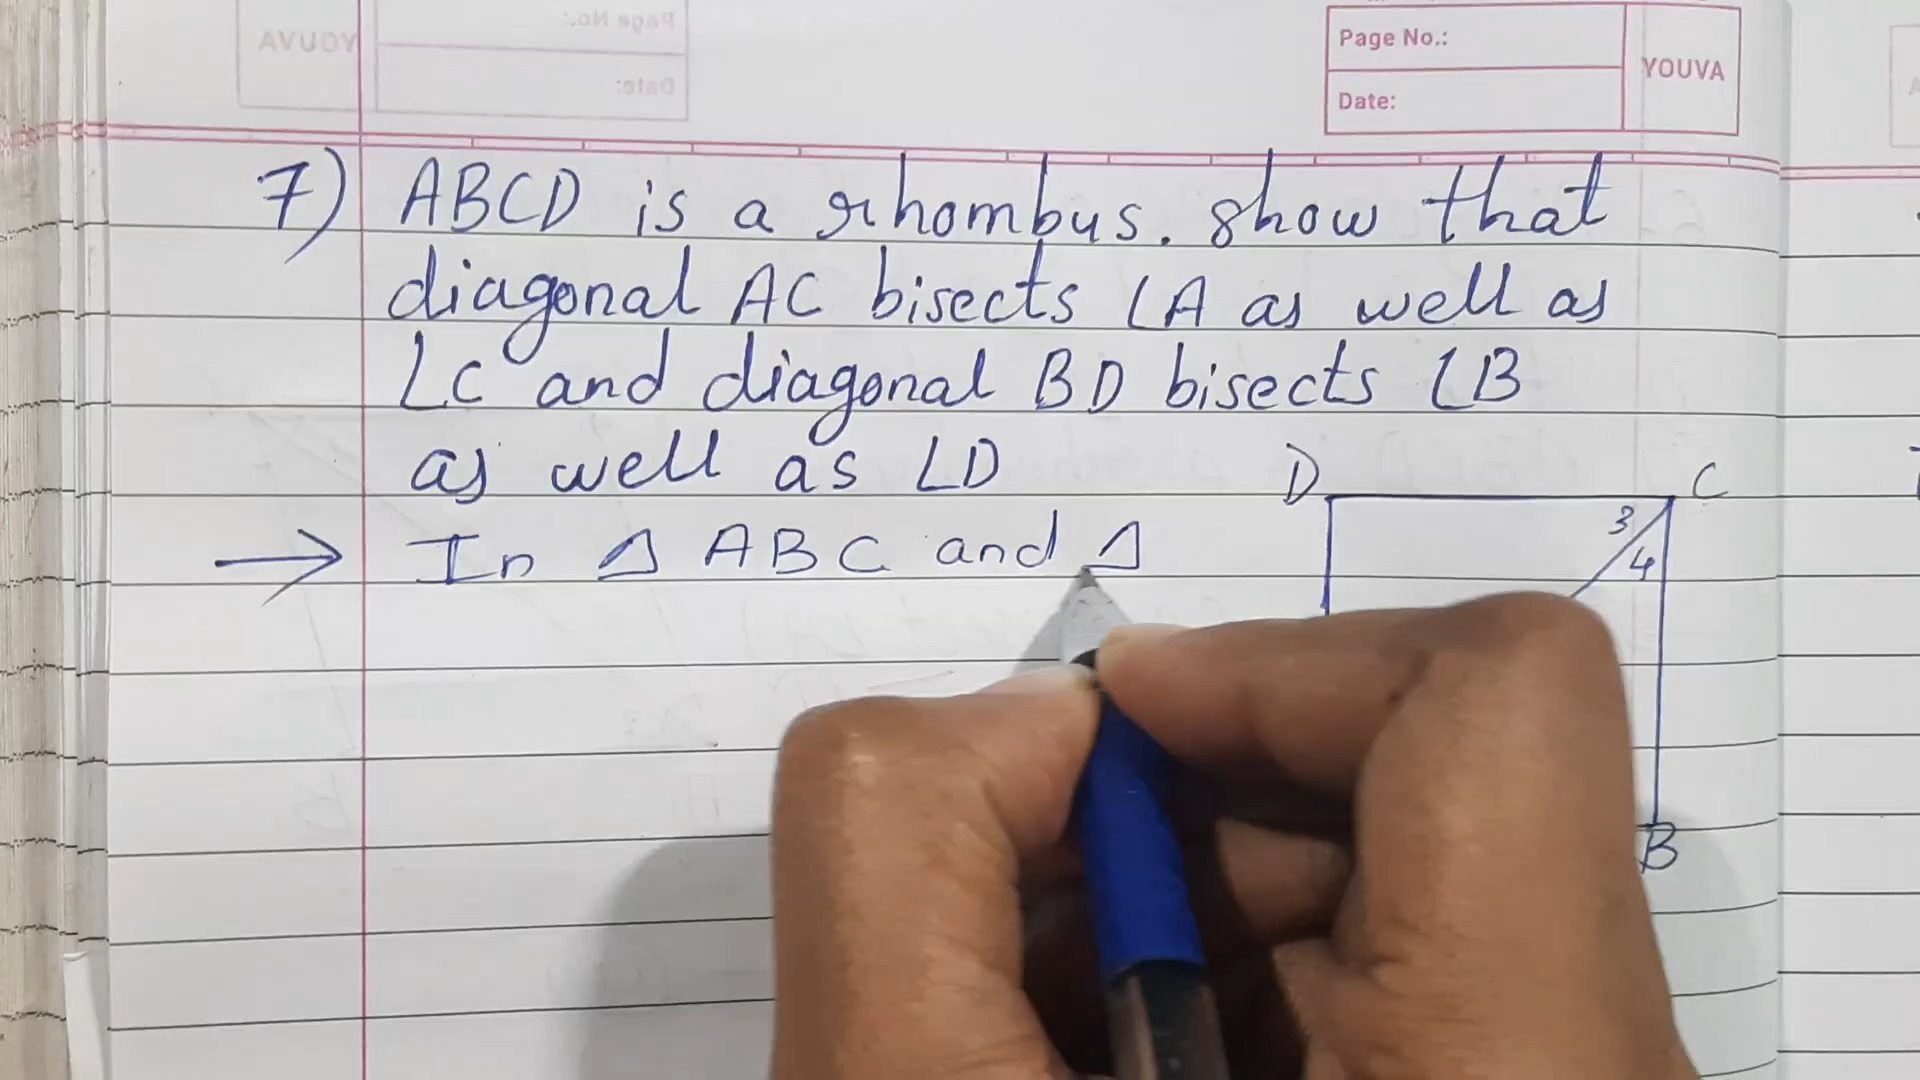 Page No.:
Date:
YOUVA
7) ABCD is a rhombus. show that
diagonal AC bisects ∠A as well as
∠C and diagonal BD bisects ∠B
as well as ∠D
→ In Δ ABC and Δ
D
C
3
4
B